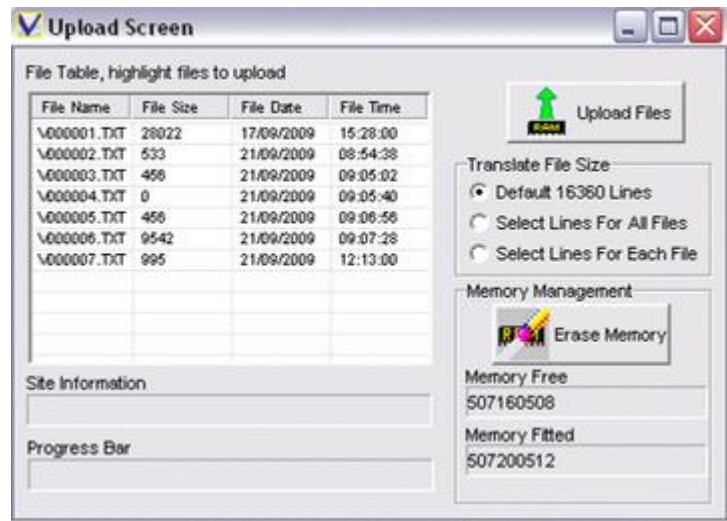 Upload Screen
File Table, highlight files to upload
File Name File Size File Date File Time
\000001.TXT 28022 17/09/2009 15:28:00
\000002.TXT 533 21/09/2009 08:54:38
\000003.TXT 456 21/09/2009 09:05:02
\000004.TXT 0 21/09/2009 09:05:40
\000005.TXT 456 21/09/2009 09:06:56
\000006.TXT 9542 21/09/2009 09:07:28
\000007.TXT 995 21/09/2009 12:13:00
Site Information
Progress Bar
RAM
Upload Files
Translate File Size
Default 16360 Lines
Select Lines For All Files
Select Lines For Each File
Memory Management
Erase Memory
Memory Free
507160508
Memory Fitted
507200512